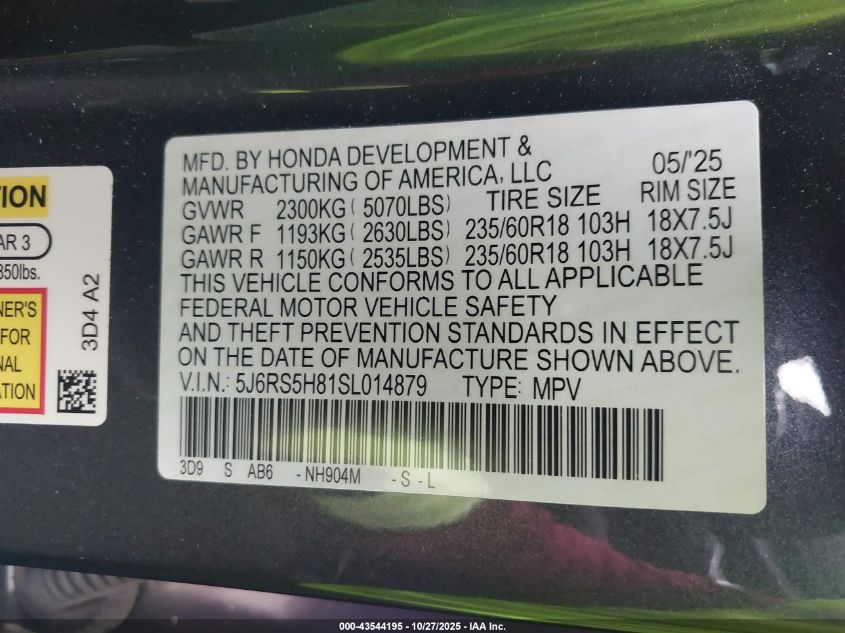 TION
AR 3
850lbs.
NER'S
FOR
NAL
ATION
3D4 A2
MFD. BY HONDA DEVELOPMENT &
MANUFACTURING OF AMERICA, LLC 05/'25
GVWR 2300KG ( 5070LBS) TIRE SIZE RIM SIZE
GAWR F 1193KG ( 2630LBS) 235/60R18 103H 18X7.5J
GAWR R 1150KG ( 2535LBS) 235/60R18 103H 18X7.5J
THIS VEHICLE CONFORMS TO ALL APPLICABLE
FEDERAL MOTOR VEHICLE SAFETY
AND THEFT PREVENTION STANDARDS IN EFFECT
ON THE DATE OF MANUFACTURE SHOWN ABOVE.
V.I.N.: 5J6RS5H81SL014879 TYPE: MPV
3D9 S AB6 - NH904M - S - L
000-43544195 - 10/27/2025 - IAA Inc.